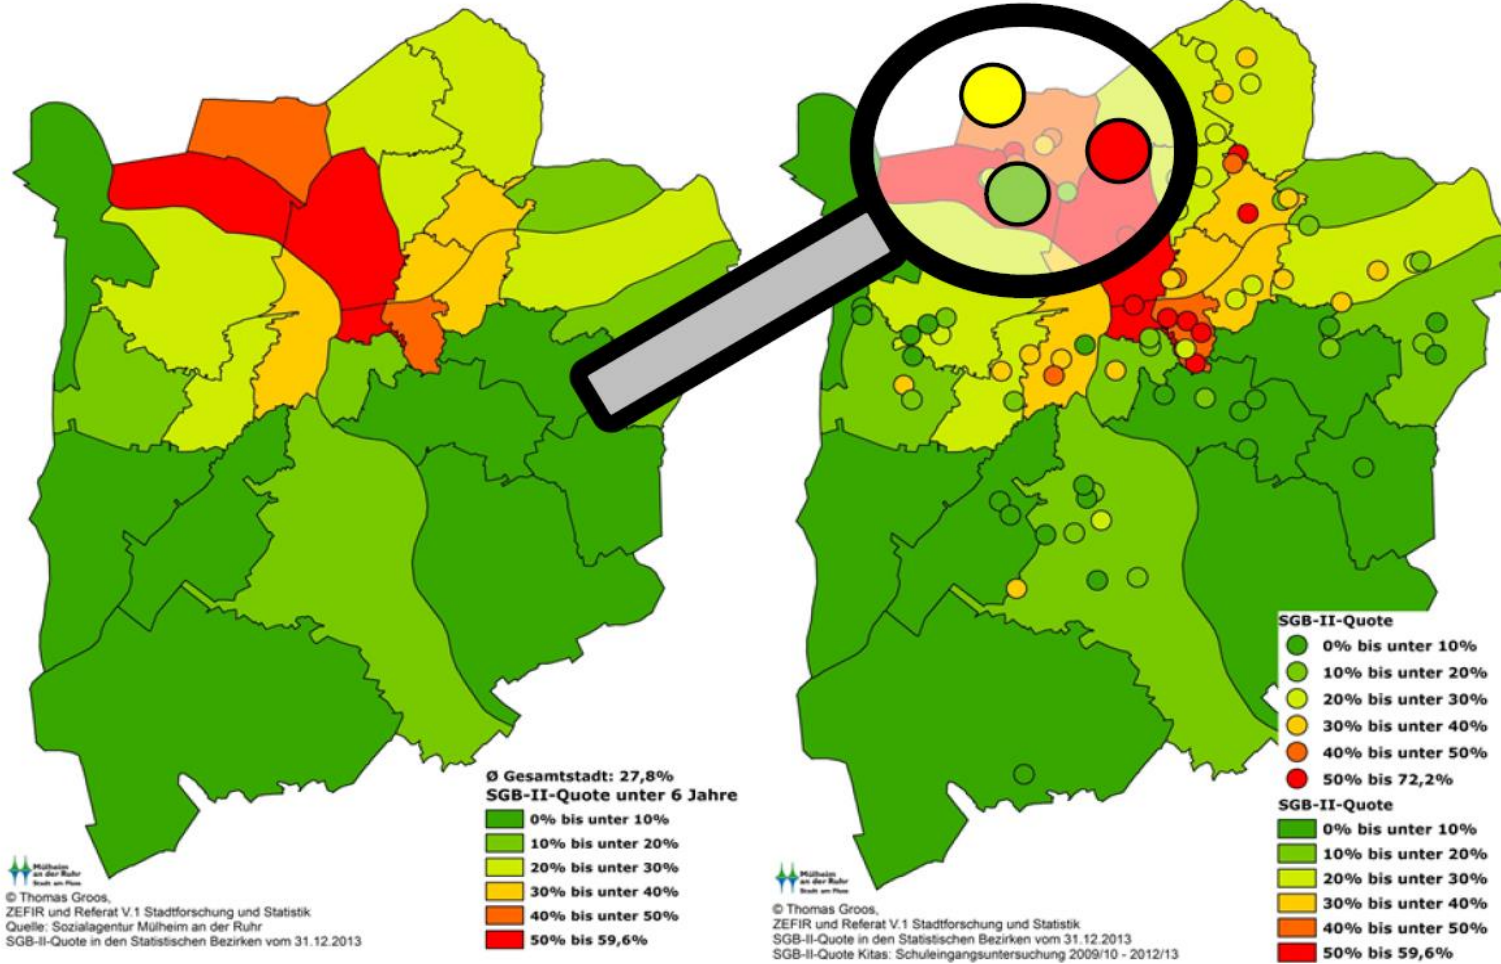 Ø Gesamtstadt: 27,8%
SGB-II-Quote unter 6 Jahre
0% bis unter 10%
10% bis unter 20%
20% bis unter 30%
30% bis unter 40%
40% bis unter 50%
50% bis 59,6%
Mülheim
an der Ruhr
Stadt am Fluss
© Thomas Groos,
ZEFIR und Referat V.1 Stadtforschung und Statistik
Quelle: Sozialagentur Mülheim an der Ruhr
SGB-II-Quote in den Statistischen Bezirken vom 31.12.2013
SGB-II-Quote
0% bis unter 10%
10% bis unter 20%
20% bis unter 30%
30% bis unter 40%
40% bis unter 50%
50% bis 72,2%
SGB-II-Quote
0% bis unter 10%
10% bis unter 20%
20% bis unter 30%
30% bis unter 40%
40% bis unter 50%
50% bis 59,6%
Mülheim
an der Ruhr
Stadt am Fluss
© Thomas Groos,
ZEFIR und Referat V.1 Stadtforschung und Statistik
SGB-II-Quote in den Statistischen Bezirken vom 31.12.2013
SGB-II-Quote Kitas: Schuleingangsuntersuchung 2009/10 - 2012/13